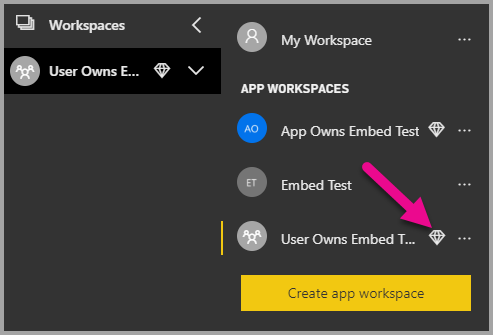 Workspaces
User Owns E...
My Workspace
APP WORKSPACES
AO App Owns Embed Test
ET Embed Test
User Owns Embed T...
Create app workspace